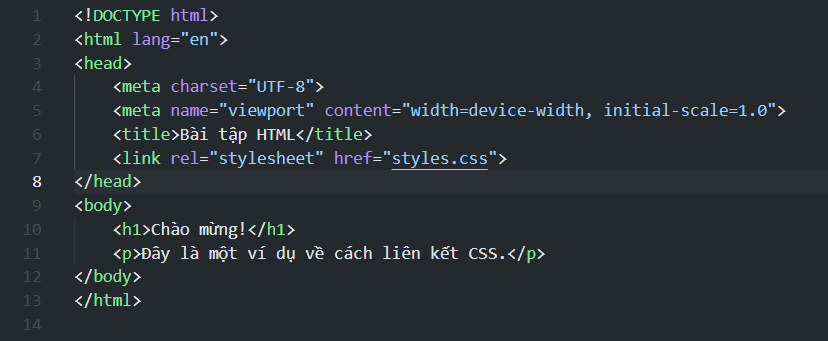 1 <!DOCTYPE html>
2 <html lang="en">
3 <head>
4     <meta charset="UTF-8">
5     <meta name="viewport" content="width=device-width, initial-scale=1.0">
6     <title>Bài tập HTML</title>
7     <link rel="stylesheet" href="styles.css">
8 </head>
9 <body>
10     <h1>Chào mừng!</h1>
11     <p>Đây là một ví dụ về cách liên kết CSS.</p>
12 </body>
13 </html>
14